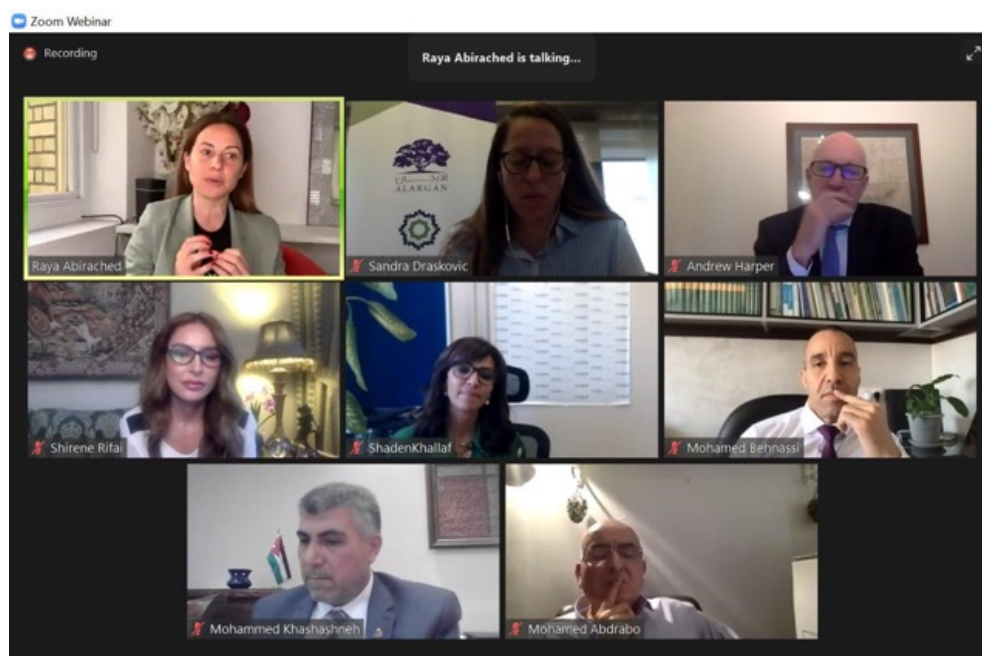 Zoom Webinar
Recording
Raya Abirached is talking...
الأرجان
ALARGAN
Raya Abirached
Sandra Draskovic
Andrew Harper
Shirene Rifai
ShadenKhallaf
Mohamed Behnassi
Mohammed Khashashneh
Mohamed Abdrabo